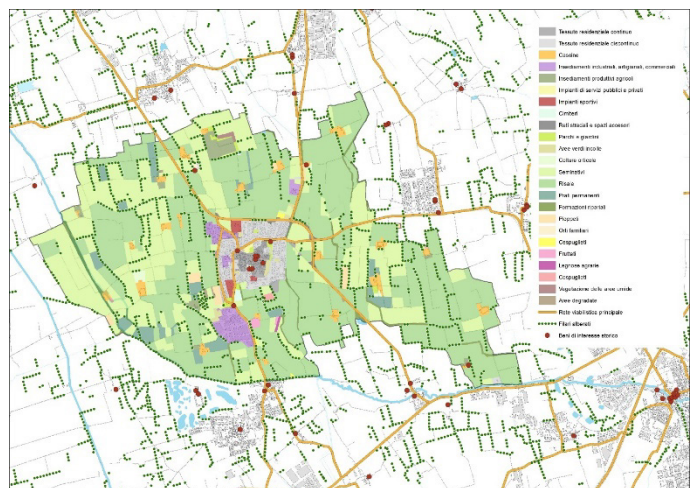 Tessuto residenziale continuo
Tessuto residenziale discontinuo
Cascine
Insediamenti industriali, artigianali, commerciali
Insediamenti produttivi agricoli
Impianti di servizi pubblici e privati
Impianti sportivi
Cimiteri
Reti stradali e spazi accessori
Parchi e giardini
Aree verdi incolte
Colture orticole
Seminativi
Risaie
Prati permanenti
Formazioni ripariali
Pioppeti
Orti familiari
Cespuglieti
Frutteti
Legnose agrarie
Cespuglieti
Vegetazione delle aree umide
Aree degradate
Rete viabilistica principale
Filari alberati
Beni di interesse storico